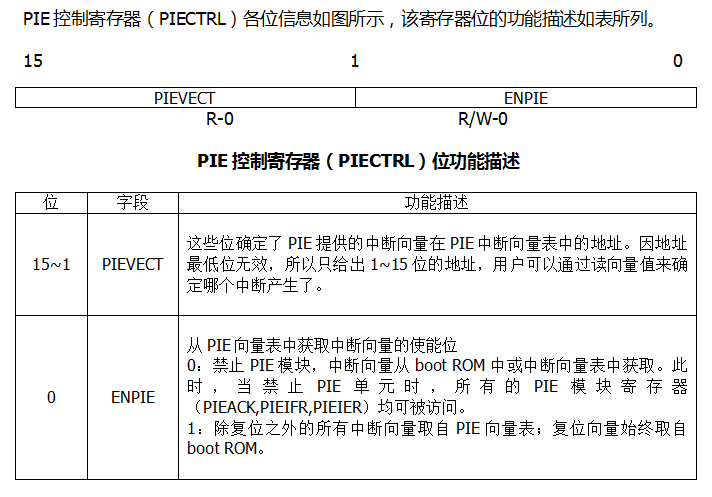 PIE 控制寄存器（PIECTRL）各位信息如图所示，该寄存器位的功能描述如表所列。
15 1 0
PIEVECT ENPIE
R-0 R/W-0
PIE 控制寄存器（PIECTRL）位功能描述
位 字段 功能描述
15~1 PIEVECT
这些位确定了 PIE 提供的中断向量在 PIE 中断向量表中的地址。因地址
最低位无效，所以只给出 1~15 位的地址，用户可以通过读向量值来确
定哪个中断产生了。
0 ENPIE
从 PIE 向量表中获取中断向量的使能位
0：禁止 PIE 模块，中断向量从 boot ROM 中或中断向量表中获取。此
时，当禁止 PIE 单元时，所有的 PIE 模块寄存器
（PIEACK,PIEIFR,PIEIER）均可被访问。
1：除复位之外的所有中断向量取自 PIE 向量表；复位向量始终取自
boot ROM。